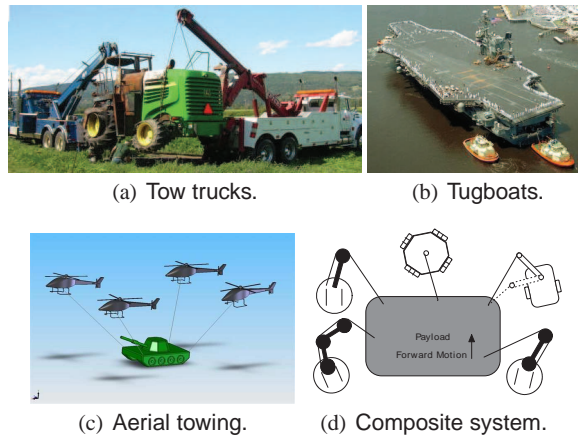 (a) Tow trucks.
(b) Tugboats.
(c) Aerial towing.
Payload
Forward Motion
(d) Composite system.